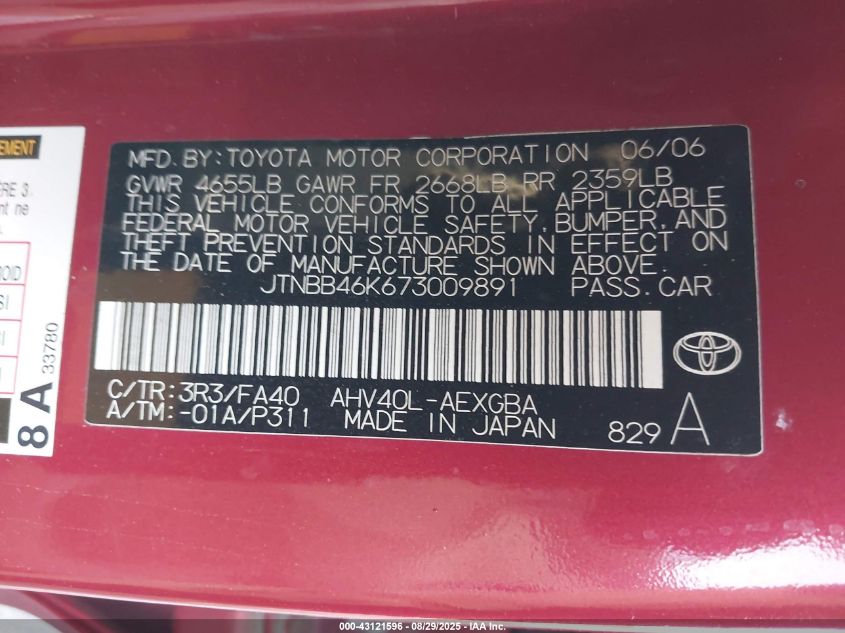 MFD.BY:TOYOTA MOTOR CORPORATION 06/06
GVWR 4655LB GAWR FR 2668LB RR 2359LB
THIS VEHICLE CONFORMS TO ALL APPLICABLE
FEDERAL MOTOR VEHICLE SAFETY,BUMPER,AND
THEFT PREVENTION STANDARDS IN EFFECT ON
THE DATE OF MANUFACTURE SHOWN ABOVE.
JTNBB46K673009891 PASS.CAR
C/TR:3R3/FA40 AHV40L-AEXGBA
A/TM:-01A/P311 MADE IN JAPAN
829 A
8 A 33780
000-43121596 - 08/29/2025 - IAA Inc.